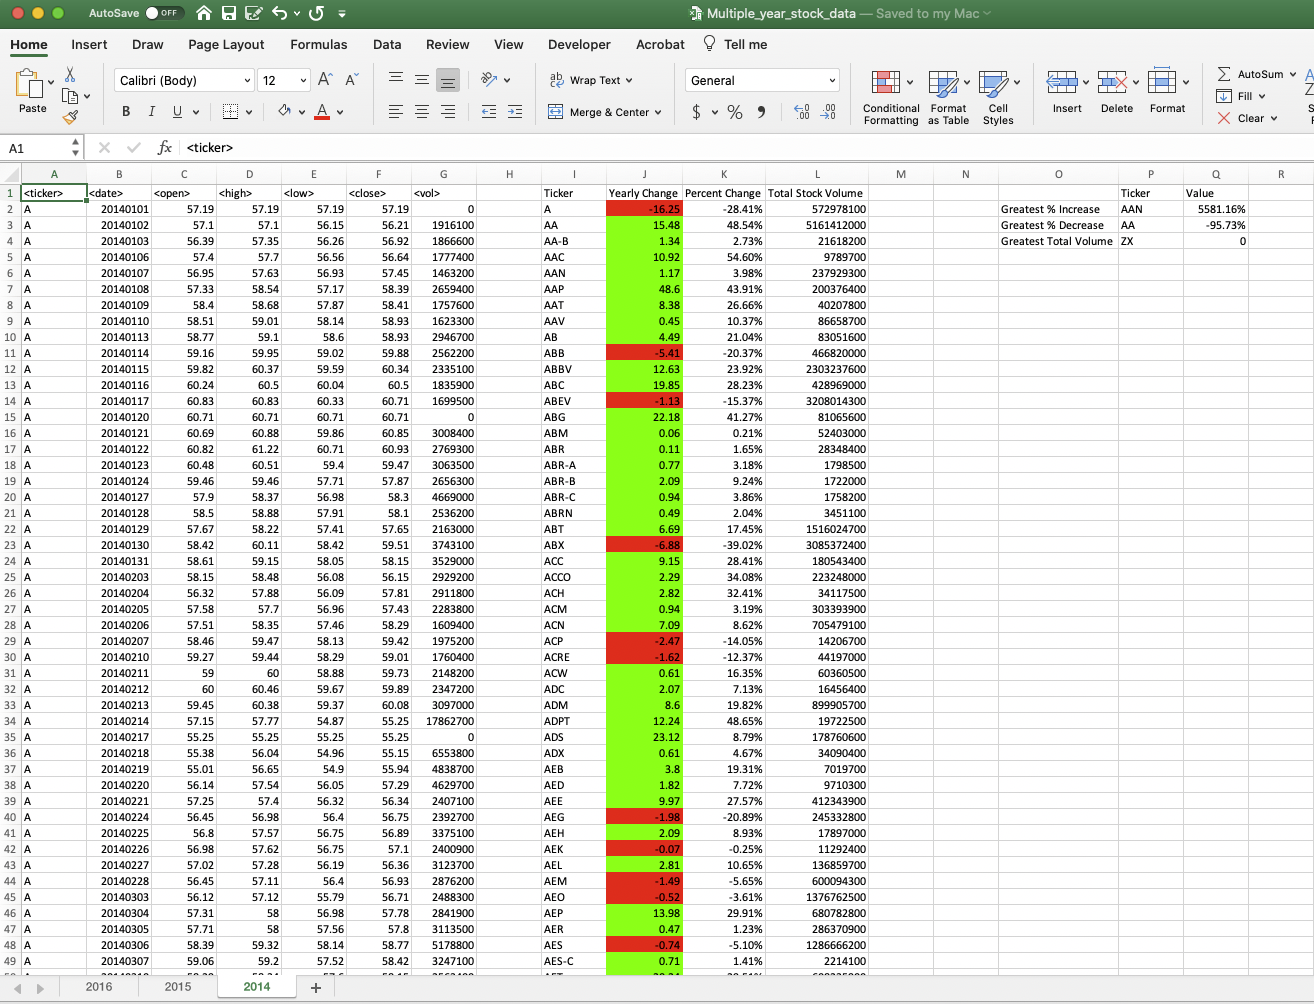 AutoSave OFF Multiple_year_stock_data — Saved to my Mac
Home Insert Draw Page Layout Formulas Data Review View Developer Acrobat Tell me
Paste Calibri (Body) 12 A A ab Wrap Text General Conditional Formatting Format as Table Cell Styles Insert Delete Format AutoSum
B I U A Merge & Center $ % Fill
Clear
A1 fx <ticker>
A B C D E F G H I J K L M N O P Q R
1 <ticker> <date> <open> <high> <low> <close> <vol> Ticker Yearly Change Percent Change Total Stock Volume Ticker Value
2 A 20140101 57.19 57.19 57.19 57.19 0 A -16.25 -28.41% 572978100 Greatest % Increase AAN 5581.16%
3 A 20140102 57.1 57.1 56.15 56.21 1916100 AA 15.48 48.54% 5161412000 Greatest % Decrease AA -95.73%
4 A 20140103 56.39 57.35 56.26 56.92 1866600 AA-B 1.34 2.73% 21618200 Greatest Total Volume ZX 0
5 A 20140106 57.4 57.7 56.56 56.64 1777400 AAC 10.92 54.60% 9789700
6 A 20140107 56.95 57.63 56.93 57.45 1463200 AAN 1.17 3.98% 237929300
7 A 20140108 57.33 58.54 57.17 58.39 2659400 AAP 48.6 43.91% 200376400
8 A 20140109 58.4 58.68 57.87 58.41 1757600 AAT 8.38 26.66% 40207800
9 A 20140110 58.51 59.01 58.14 58.93 1623300 AAV 0.45 10.37% 86658700
10 A 20140113 58.77 59.1 58.6 58.93 2946700 AB 4.49 21.04% 83051600
11 A 20140114 59.16 59.95 59.02 59.88 2562200 ABB -5.41 -20.37% 466820000
12 A 20140115 59.82 60.37 59.59 60.34 2335100 ABBV 12.63 23.92% 2303237600
13 A 20140116 60.24 60.5 60.04 60.5 1835900 ABC 19.85 28.23% 428969000
14 A 20140117 60.83 60.83 60.33 60.71 1699500 ABEV -1.13 -15.37% 3208014300
15 A 20140120 60.71 60.71 60.71 60.71 0 ABG 22.18 41.27% 81065600
16 A 20140121 60.69 60.88 59.86 60.85 3008400 ABM 0.06 0.21% 52403000
17 A 20140122 60.82 61.22 60.71 60.93 2769300 ABR 0.11 1.65% 28348400
18 A 20140123 60.48 60.51 59.4 59.47 3063500 ABR-A 0.77 3.18% 1798500
19 A 20140124 59.46 59.46 57.71 57.87 2656300 ABR-B 2.09 9.24% 1722000
20 A 20140127 57.9 58.37 56.98 58.3 4669000 ABR-C 0.94 3.86% 1758200
21 A 20140128 58.5 58.88 57.91 58.1 2536200 ABRN 0.49 2.04% 3451100
22 A 20140129 57.67 58.22 57.41 57.65 2163000 ABT 6.69 17.45% 1516024700
23 A 20140130 58.42 60.11 58.42 59.51 3743100 ABX -6.88 -39.02% 3085372400
24 A 20140131 58.61 59.15 58.05 58.15 3529000 ACC 9.15 28.41% 180543400
25 A 20140203 58.15 58.48 56.08 56.15 2929200 ACCO 2.29 34.08% 223248000
26 A 20140204 56.32 57.88 56.09 57.81 2911800 ACH 2.82 32.41% 34117500
27 A 20140205 57.58 57.7 56.96 57.43 2283800 ACM 0.94 3.19% 303393900
28 A 20140206 57.51 58.35 57.46 58.29 1609400 ACN 7.09 8.62% 705479100
29 A 20140207 58.46 59.47 58.13 59.42 1975200 ACP -2.47 -14.05% 14206700
30 A 20140210 59.27 59.44 58.29 59.01 1760400 ACRE -1.62 -12.37% 44197000
31 A 20140211 59 60 58.88 59.73 2148200 ACW 0.61 16.35% 60360500
32 A 20140212 60 60.46 59.67 59.89 2347200 ADC 2.07 7.13% 16456400
33 A 20140213 59.45 60.38 59.37 60.08 3097000 ADM 8.6 19.82% 899905700
34 A 20140214 57.15 57.77 54.87 55.25 17862700 ADPT 12.24 48.65% 19722500
35 A 20140217 55.25 55.25 55.25 55.25 0 ADS 23.12 8.79% 178760600
36 A 20140218 55.38 56.04 54.96 55.15 6553800 ADX 0.61 4.67% 34090400
37 A 20140219 55.01 56.65 54.9 55.94 4838700 AEB 3.8 19.31% 7019700
38 A 20140220 56.14 57.54 56.05 57.29 4629700 AED 1.82 7.72% 9710300
39 A 20140221 57.25 57.4 56.32 56.34 2407100 AEE 9.97 27.57% 412343900
40 A 20140224 56.45 56.98 56.4 56.75 2392700 AEG -1.98 -20.89% 245332800
41 A 20140225 56.8 57.57 56.75 56.89 3375100 AEH 2.09 8.93% 17897000
42 A 20140226 56.98 57.62 56.75 57.1 2400900 AEK -0.07 -0.25% 11292400
43 A 20140227 57.02 57.28 56.19 56.36 3123700 AEL 2.81 10.65% 136859700
44 A 20140228 56.45 57.11 56.4 56.93 2876200 AEM -1.49 -5.65% 600094300
45 A 20140303 56.12 57.12 55.79 56.71 2488300 AEO -0.52 -3.61% 1376762500
46 A 20140304 57.31 58 56.98 57.78 2841900 AEP 13.98 29.91% 680782800
47 A 20140305 57.71 58 57.56 57.8 3113500 AER 0.47 1.23% 286370900
48 A 20140306 58.39 59.32 58.14 58.77 5178800 AES -0.74 -5.10% 1286666200
49 A 20140307 59.06 59.2 57.52 58.42 3247100 AES-C 0.71 1.41% 2214100
2016 2015 2014 +